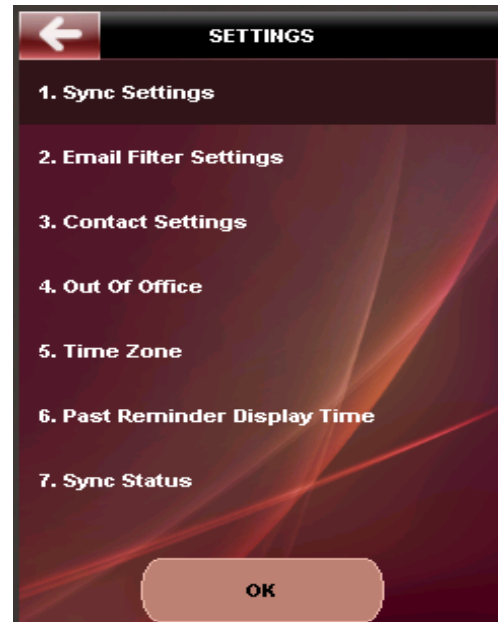 SETTINGS
1. Sync Settings
2. Email Filter Settings
3. Contact Settings
4. Out Of Office
5. Time Zone
6. Past Reminder Display Time
7. Sync Status
OK